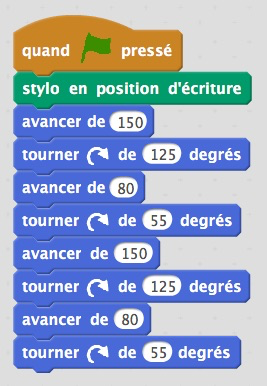 quand pressé
stylo en position d'écriture
avancer de 150
tourner de 125 degrés
avancer de 80
tourner de 55 degrés
avancer de 150
tourner de 125 degrés
avancer de 80
tourner de 55 degrés